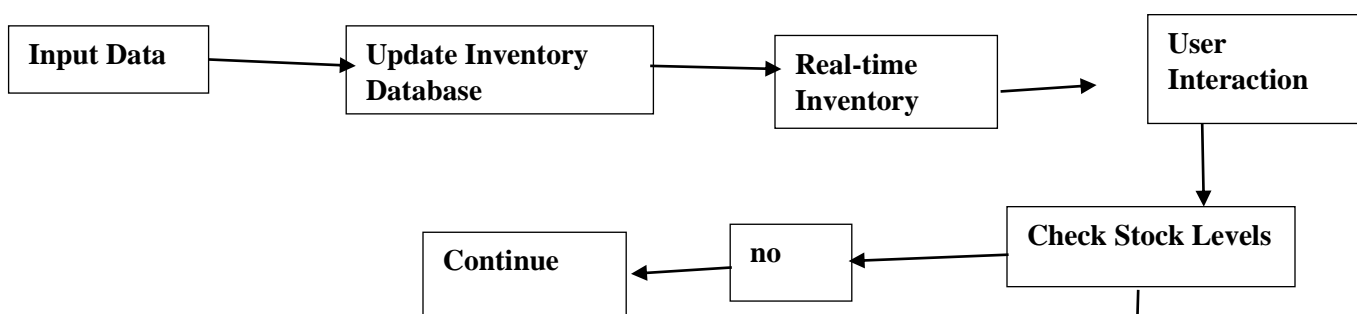 Input Data
Update Inventory
Database
Real-time
Inventory
User
Interaction
Check Stock Levels
no
Continue